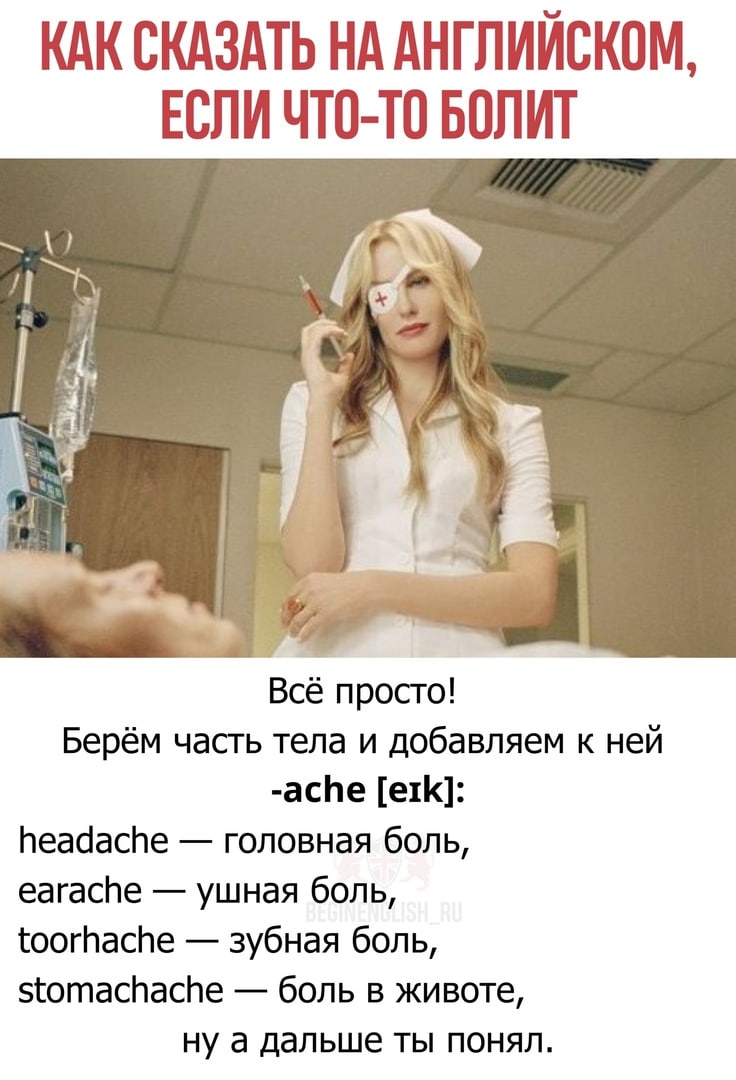 КАК СКАЗАТЬ НА АНГЛИЙСКОМ,
ЕСЛИ ЧТО-ТО БОЛИТ
Всё просто!
Берём часть тела и добавляем к ней
-ache [eɪk]:
headache — головная боль,
earache — ушная боль,
BEGINENGLISH_RU
toorhache — зубная боль,
stomachache — боль в животе,
ну а дальше ты понял.